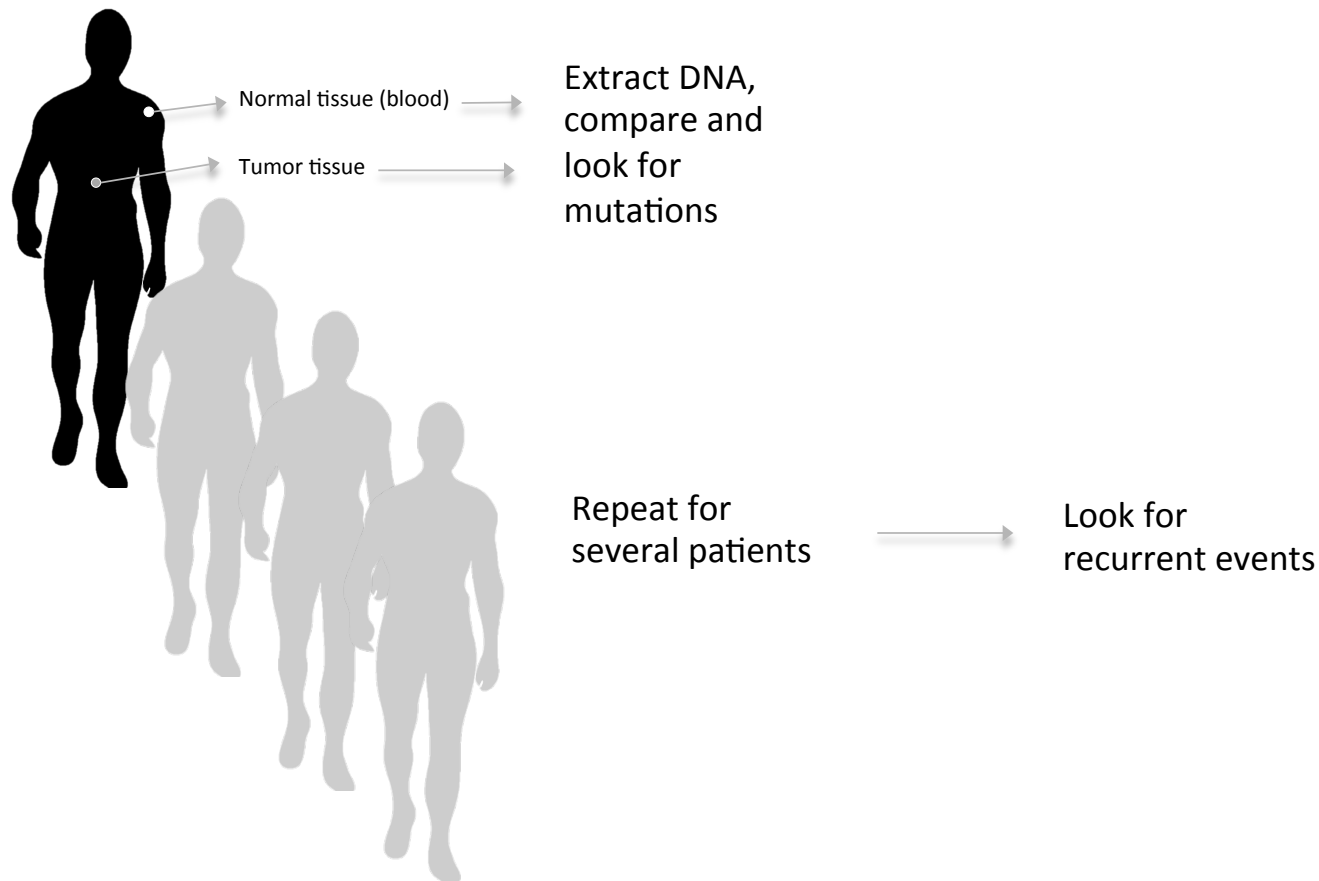 Normal tissue (blood)
Tumor tissue
Extract DNA,
compare and
look for
mutations
Repeat for
several patients
Look for
recurrent events